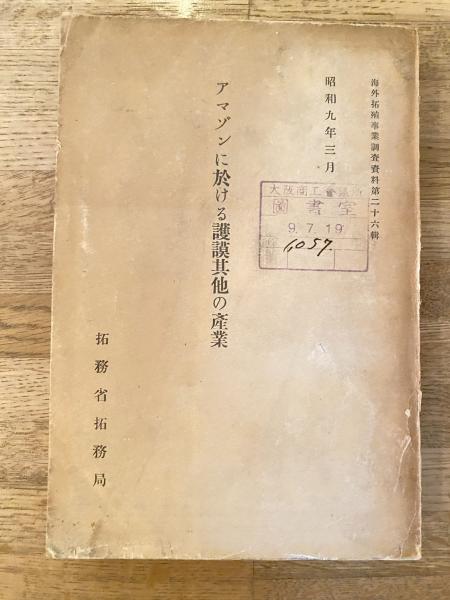 海外拓殖事業調査資料第二十六輯
昭和九年三月
大阪商工會議所
圖書室
9.7.19
6057
アマゾンに於ける護謨其他の產業
拓務省拓務局